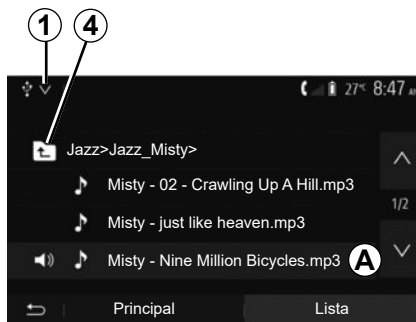 1 4
27°C 8:47 AM
Jazz>Jazz_Misty>
Misty - 02 - Crawling Up A Hill.mp3
Misty - just like heaven.mp3
1/2
Misty - Nine Million Bicycles.mp3 A
Principal Lista